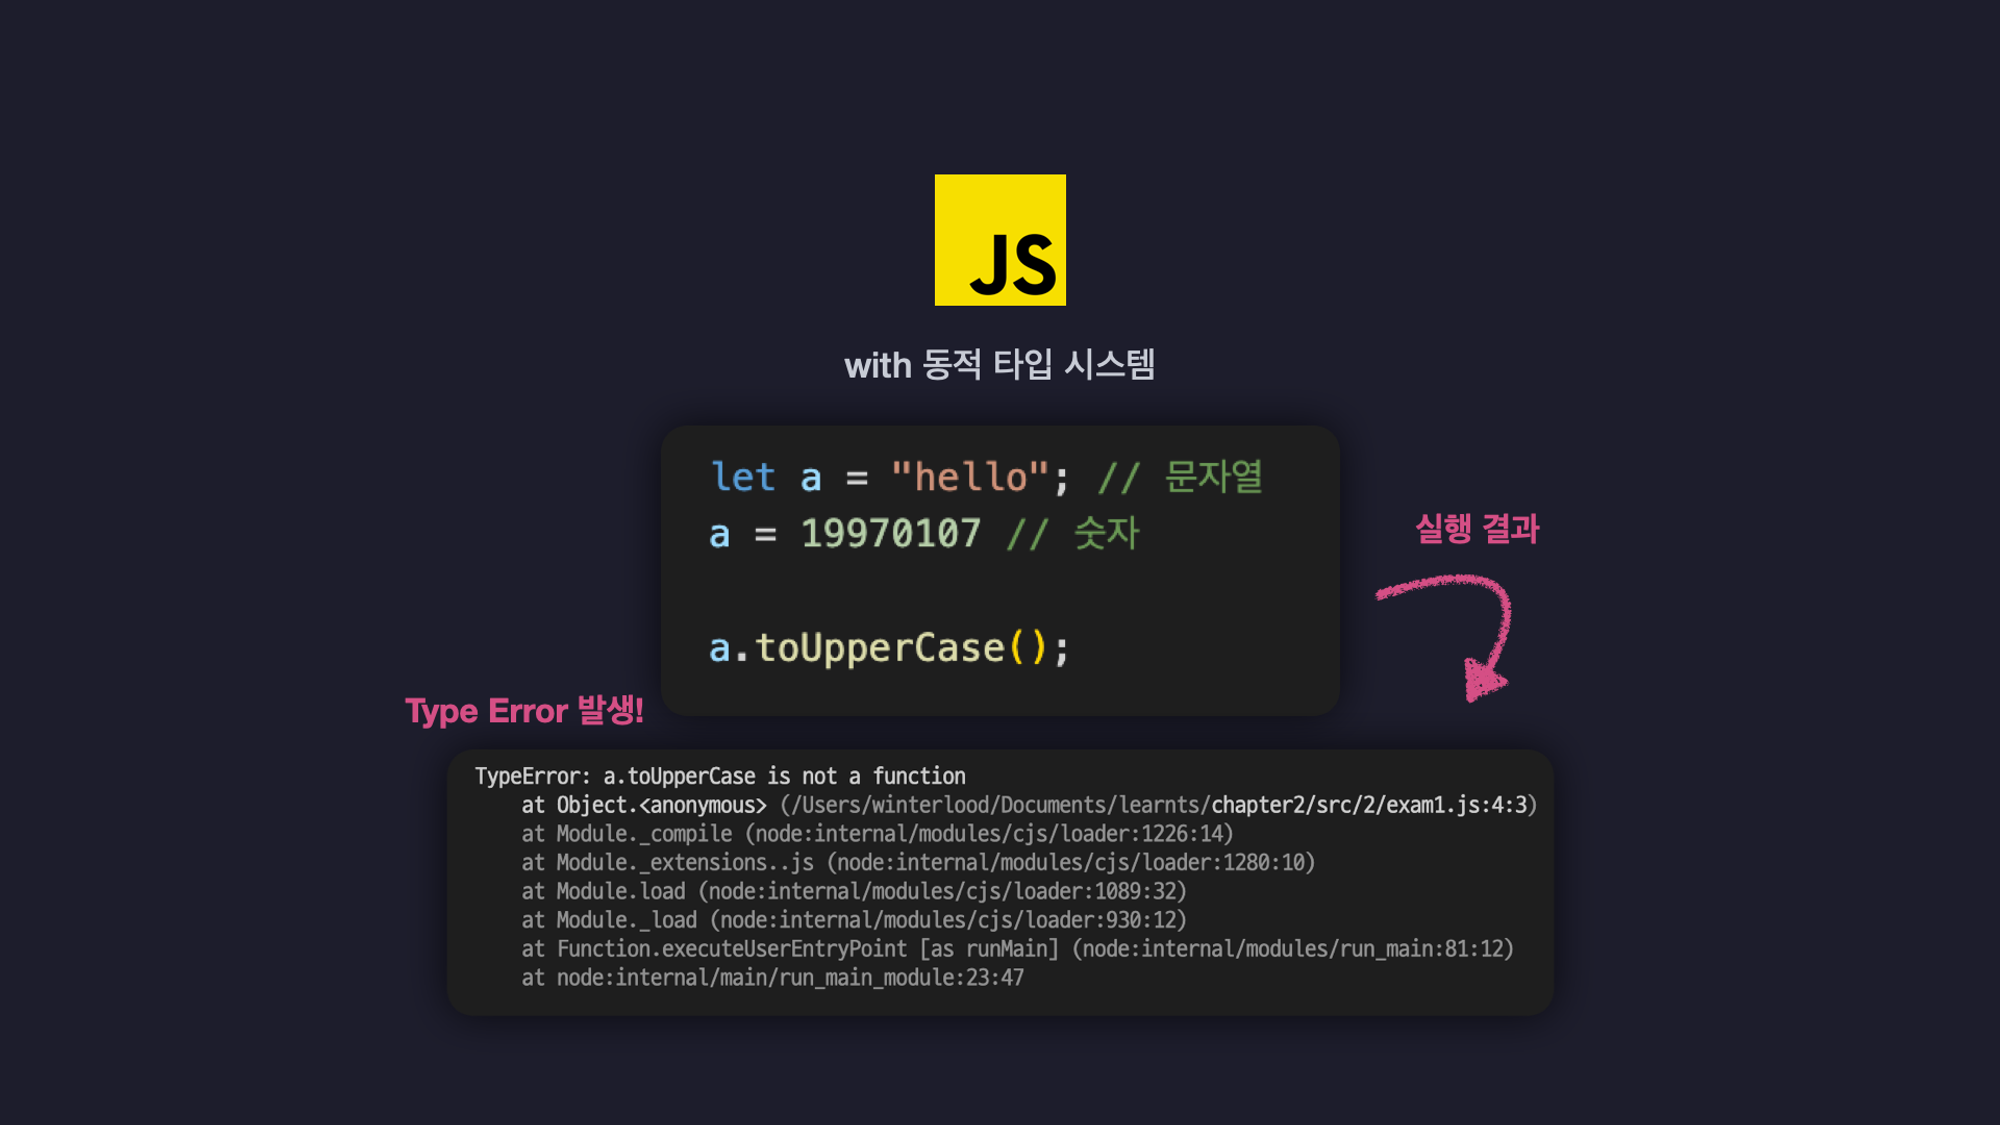 JS
with 동적 타입 시스템
let a = "hello"; // 문자열
a = 19970107 // 숫자
a.toUpperCase();
실행 결과
Type Error 발생!
TypeError: a.toUpperCase is not a function
    at Object.<anonymous> (/Users/winterlood/Documents/learnts/chapter2/src/2/exam1.js:4:3)
    at Module._compile (node:internal/modules/cjs/loader:1226:14)
    at Module._extensions..js (node:internal/modules/cjs/loader:1280:10)
    at Module.load (node:internal/modules/cjs/loader:1089:32)
    at Module._load (node:internal/modules/cjs/loader:930:12)
    at Function.executeUserEntryPoint [as runMain] (node:internal/modules/run_main:81:12)
    at node:internal/main/run_main_module:23:47